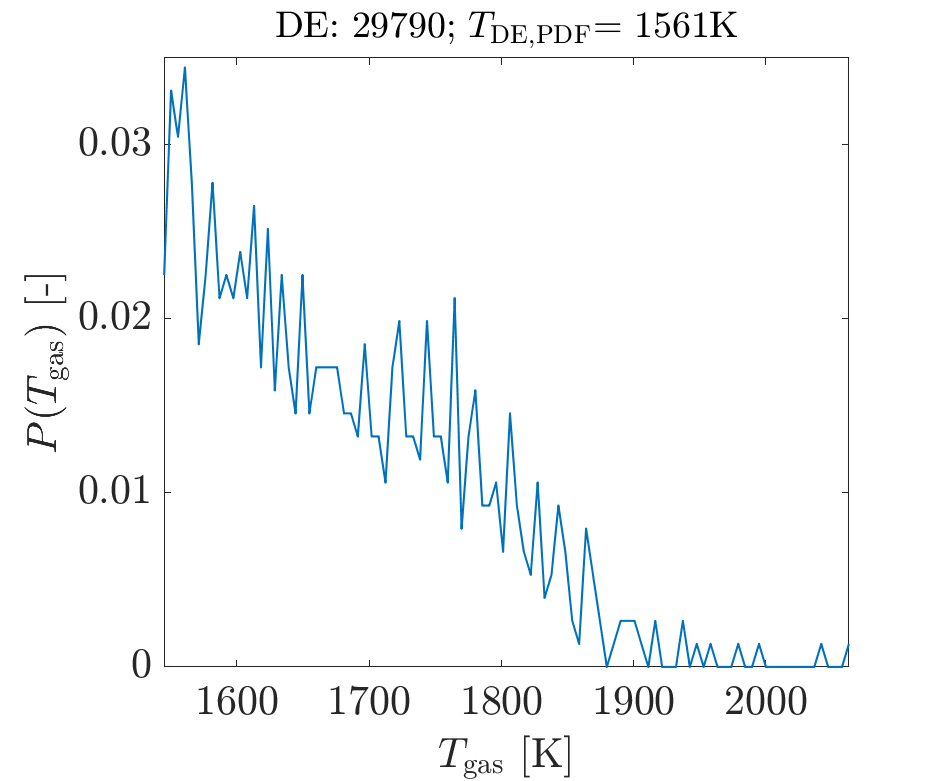 DE: 29790; T_DE,PDF= 1561K
0.03
0.02
0.01
0
P(T_gas) [-]
1600 1700 1800 1900 2000
T_gas [K]